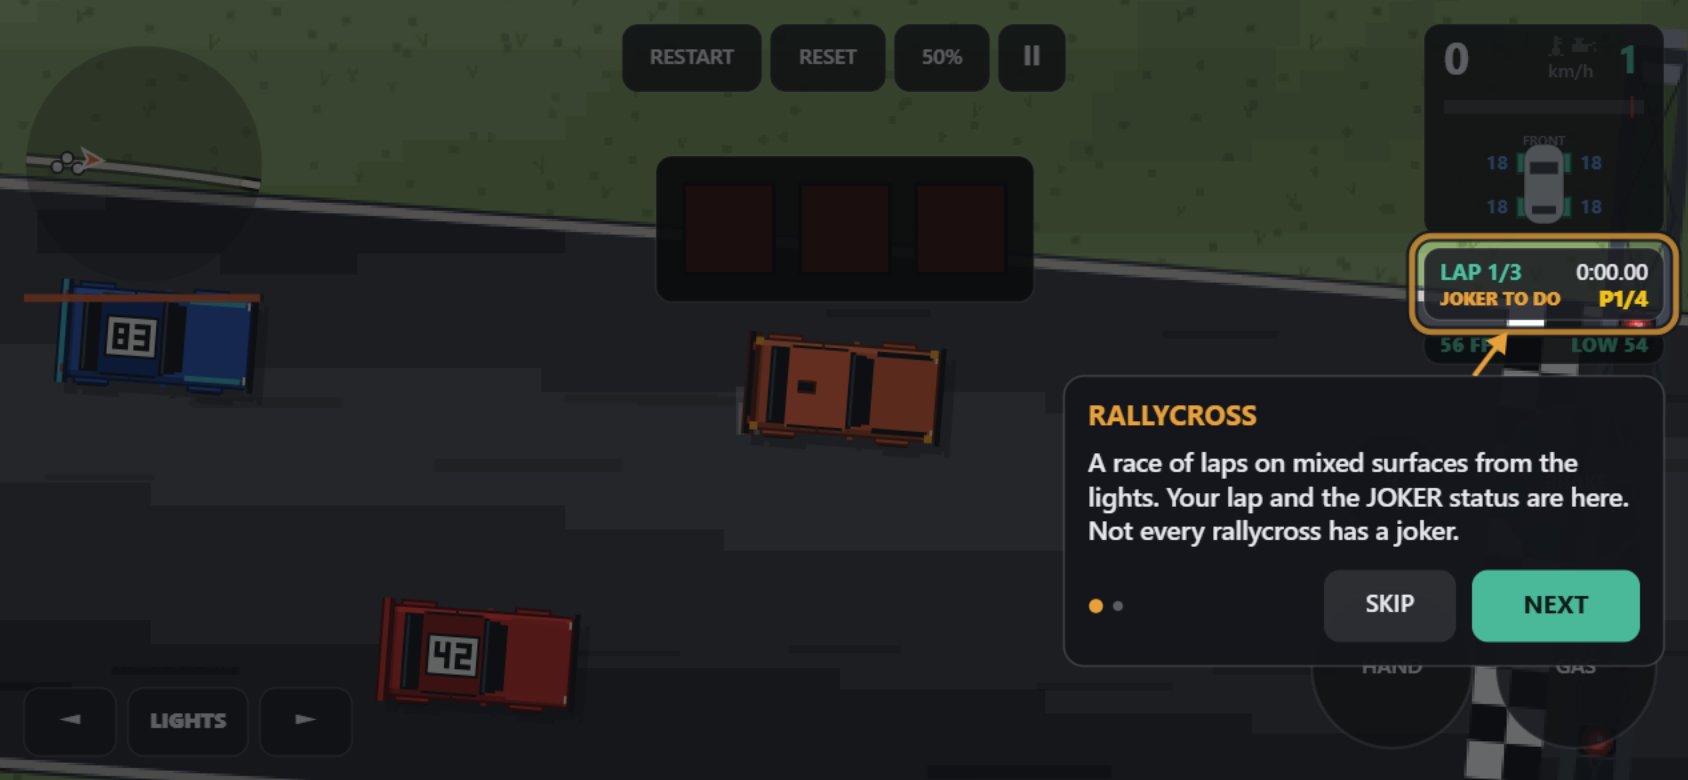 RESTART
RESET
50%
0
km/h
1
FRONT
18 18
18 18
LAP 1/3 0:00.00
JOKER TO DO P1/4
LOW 54
83
RALLYCROSS
A race of laps on mixed surfaces from the
lights. Your lap and the JOKER status are here.
Not every rallycross has a joker.
SKIP
NEXT
42
HAND
GAS
LIGHTS